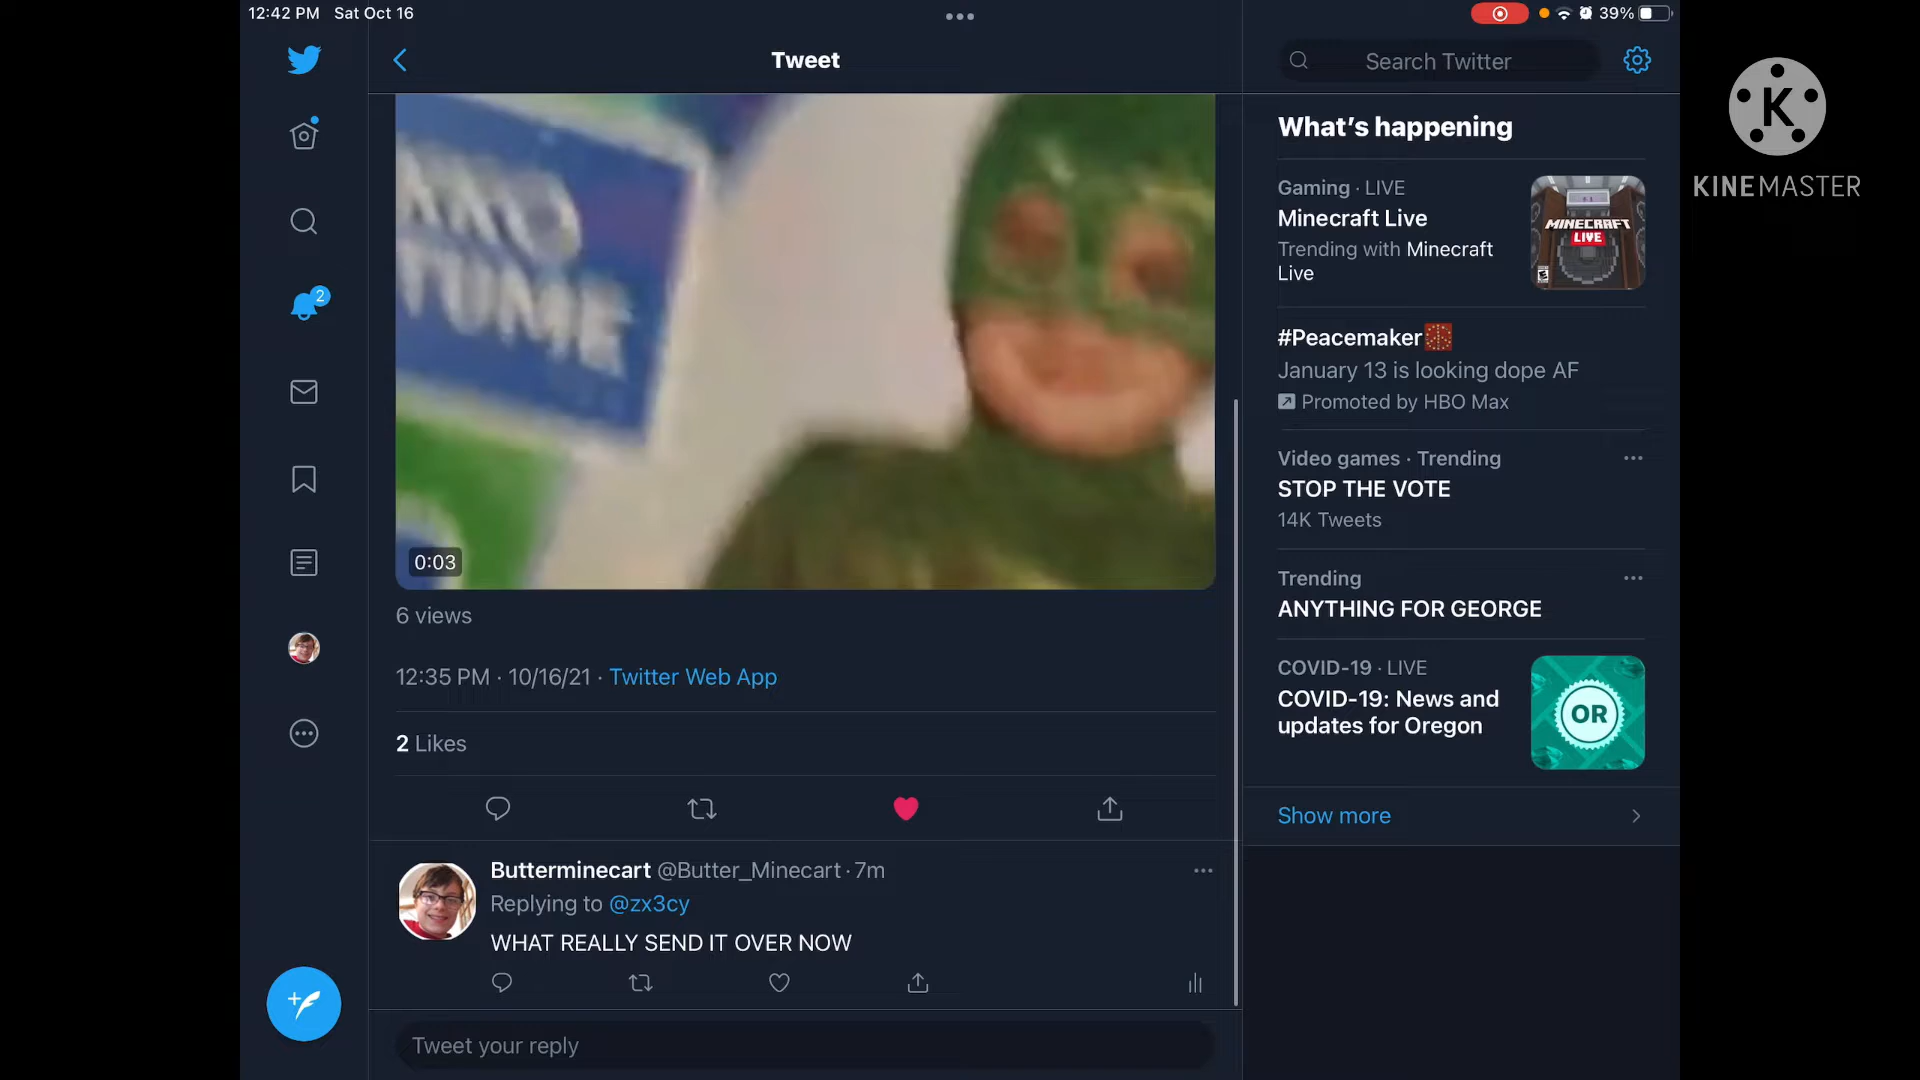 12:42 PM Sat Oct 16
39%
Tweet
Search Twitter
What's happening
Gaming · LIVE
Minecraft Live
Trending with Minecraft
Live
MINECRAFT
LIVE
#Peacemaker
January 13 is looking dope AF
Promoted by HBO Max
Video games · Trending
STOP THE VOTE
14K Tweets
Trending
ANYTHING FOR GEORGE
COVID-19 · LIVE
COVID-19: News and
updates for Oregon
OR
Show more
2
TUME
0:03
6 views
12:35 PM · 10/16/21 · Twitter Web App
2 Likes
Butterminecart @Butter_Minecart · 7m
Replying to @zx3cy
WHAT REALLY SEND IT OVER NOW
Tweet your reply
K
KINEMASTER